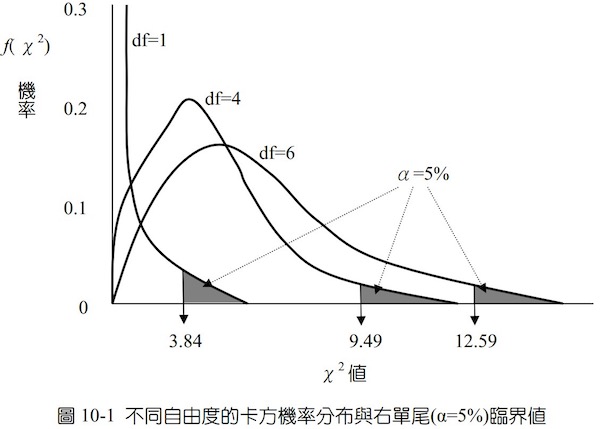 0.3
f( χ²)
df=1
機率
0.2
df=4
df=6
α=5%
0.1
0
3.84
9.49
12.59
χ²值
圖 10-1 不同自由度的卡方機率分布與右單尾(α=5%)臨界值